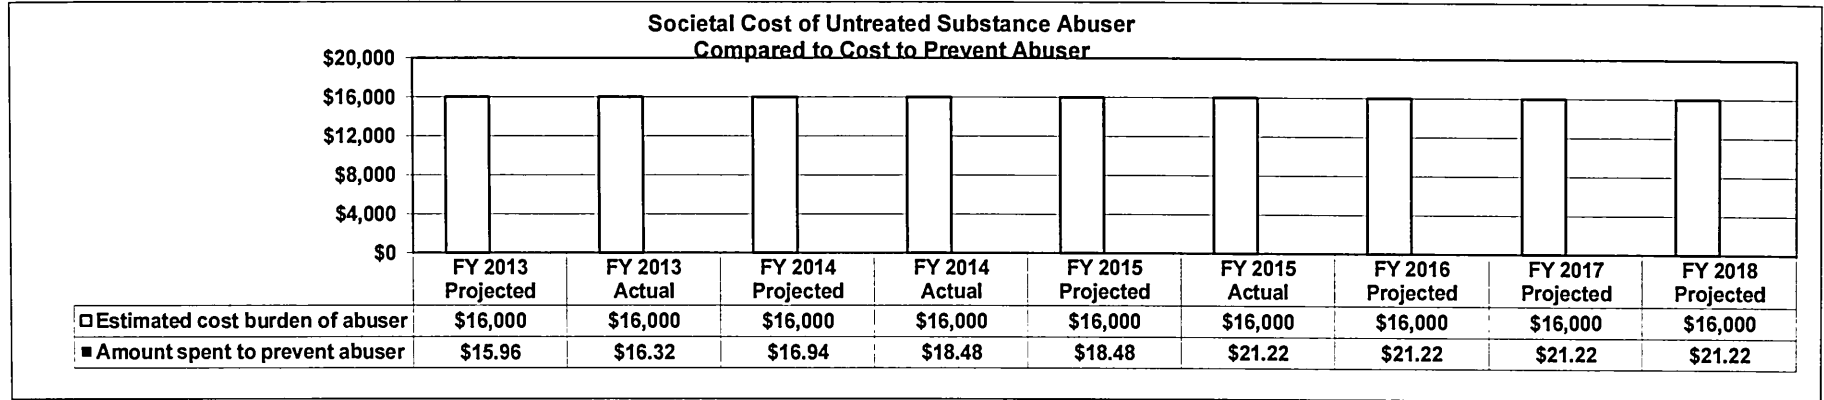 Societal Cost of Untreated Substance Abuser
Compared to Cost to Prevent Abuser
$20,000
$16,000
$12,000
$8,000
$4,000
$0
FY 2013 Projected FY 2013 Actual FY 2014 Projected FY 2014 Actual FY 2015 Projected FY 2015 Actual FY 2016 Projected FY 2017 Projected FY 2018 Projected
Estimated cost burden of abuser $16,000 $16,000 $16,000 $16,000 $16,000 $16,000 $16,000 $16,000 $16,000
Amount spent to prevent abuser $15.96 $16.32 $16.94 $18.48 $18.48 $21.22 $21.22 $21.22 $21.22